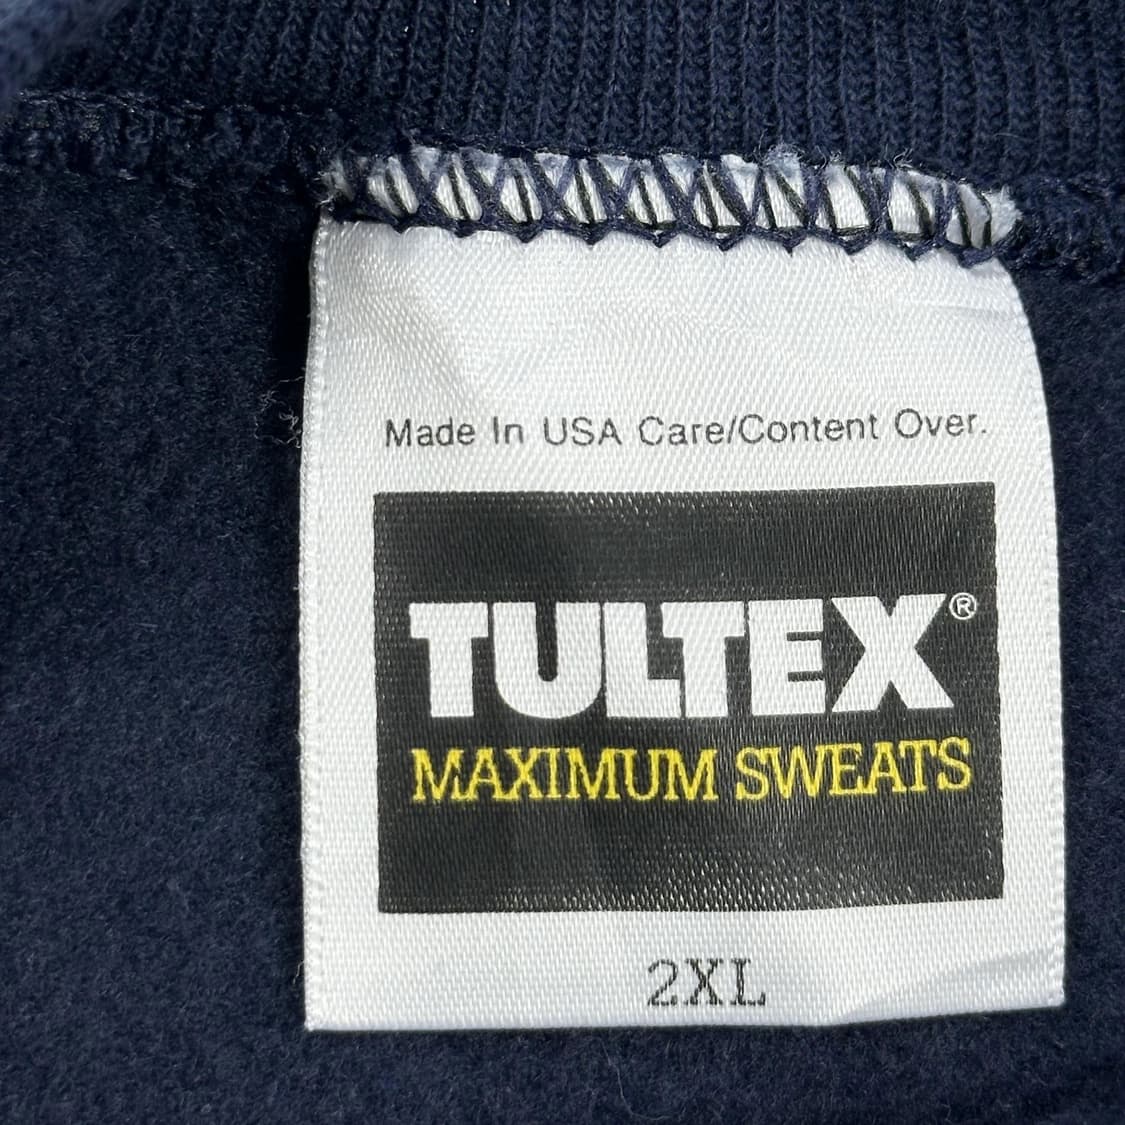 Made In USA Care/Content Over.
TULTEX®
MAXIMUM SWEATS
2XL